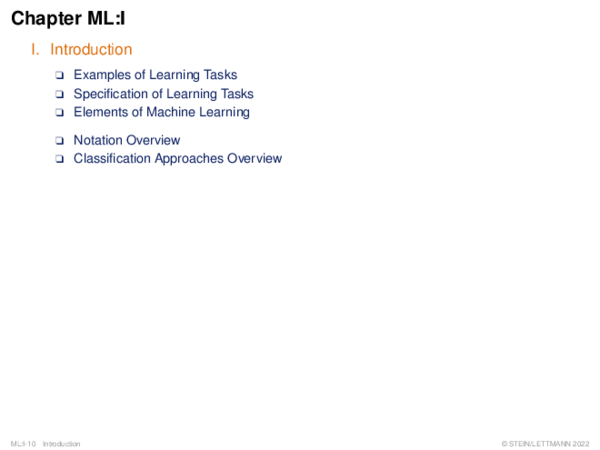 Chapter ML:I
I. Introduction
❑ Examples of Learning Tasks
❑ Specification of Learning Tasks
❑ Elements of Machine Learning
❑ Notation Overview
❑ Classification Approaches Overview
ML:I-10 Introduction © STEIN/LETTMANN 2022